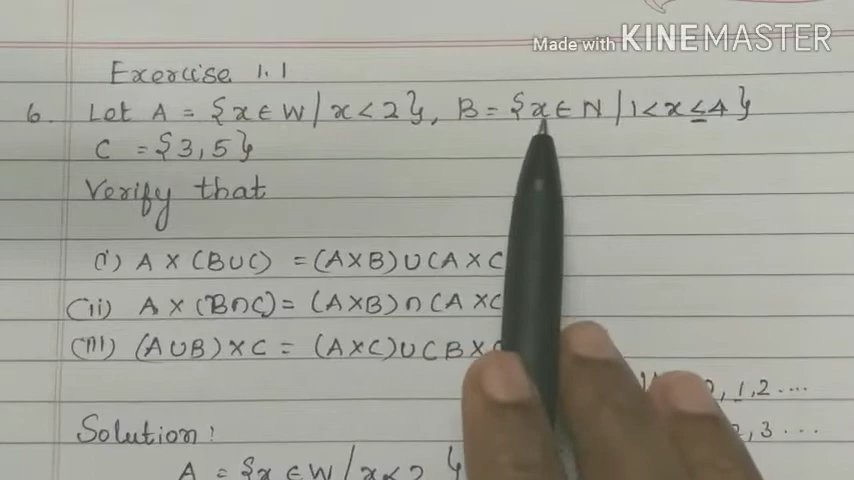 Made with KINEMASTER
Exercise 1.1
6. Let A = {x ∈ W / x < 2}, B = {x ∈ N / 1 < x ≤ 4}
C = {3, 5}
Verify that
(i) A × (B∪C) = (A×B) ∪ (A × C
(ii) A × (B∩C) = (A×B) ∩ (A × C
(iii) (A∪B) × C = (A×C) ∪ (B ×
, 1, 2 ....
, 3 ...
Solution:
A = {x ∈ W / x < 2 }